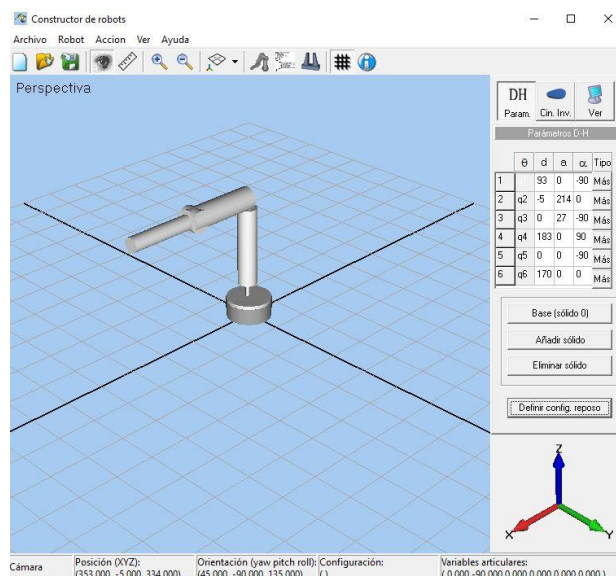 Constructor de robots
Archivo Robot Accion Ver Ayuda
Perspectiva
DH
Param. Cin. Inv. Ver
Parámetros D-H
θ d a α Tipo
1 93 0 -90 Más
2 q2 -5 214 0 Más
3 q3 0 27 -90 Más
4 q4 183 0 90 Más
5 q5 0 0 -90 Más
6 q6 170 0 0 Más
Base (sólido 0)
Añadir sólido
Eliminar sólido
Definir config. reposo
Z
X
Y
Cámara
Posición (XYZ):
(353.000, -5.000, 334.000)
Orientación (yaw pitch roll):
(45.000, -90.000, 135.000)
Configuración:
( )
Variables articulares:
( 0.000,-90.000,0.000,0.000,0.000,0.000 )